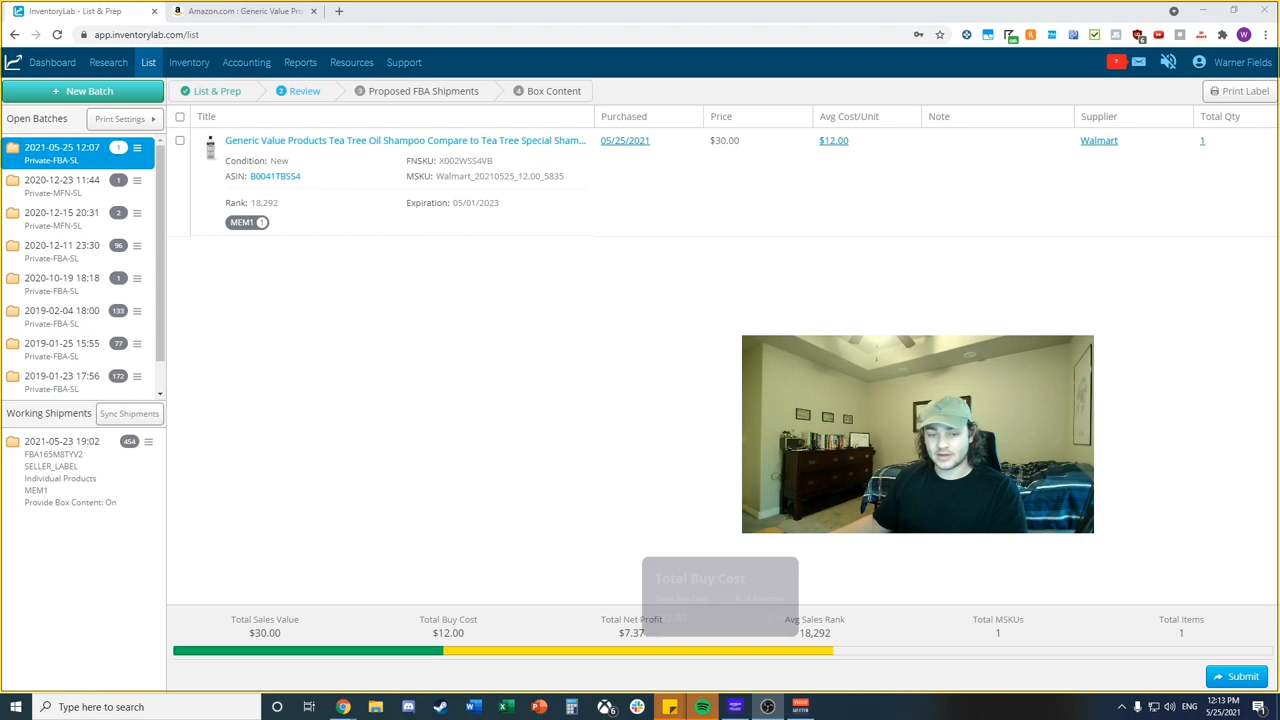 InventoryLab - List & Prep
Amazon.com : Generic Value Pro
app.inventorylab.com/list
Dashboard
Research
List
Inventory
Accounting
Reports
Resources
Support
7
Warner Fields
+ New Batch
List & Prep
2 Review
3 Proposed FBA Shipments
4 Box Content
Print Label
Open Batches
Print Settings
Title
Purchased
Price
Avg Cost/Unit
Note
Supplier
Total Qty
2021-05-25 12:07
1
Private-FBA-SL
2020-12-23 11:44
1
Private-MFN-SL
2020-12-15 20:31
2
Private-MFN-SL
2020-12-11 23:30
96
Private-FBA-SL
2020-10-19 18:18
1
Private-FBA-SL
2019-02-04 18:00
133
Private-FBA-SL
2019-01-25 15:55
77
Private-FBA-SL
2019-01-23 17:56
172
Private-FBA-SL
Generic Value Products Tea Tree Oil Shampoo Compare to Tea Tree Special Sham...
05/25/2021
$30.00
$12.00
Walmart
1
Condition: New
FNSKU: X002WSS4VB
ASIN: B0041TBSS4
MSKU: Walmart_20210525_12.00_5835
Rank: 18,292
Expiration: 05/01/2023
MEM1 1
Working Shipments
Sync Shipments
2021-05-23 19:02
454
FBA165M8TYV2
SELLER_LABEL
Individual Products
MEM1
Provide Box Content: On
Total Buy Cost
Total Sales Value
$30.00
Total Buy Cost
$12.00
Total Net Profit
$7.37
Avg Sales Rank
18,292
Total MSKUs
1
Total Items
1
Submit
Type here to search
12:13 PM
5/25/2021